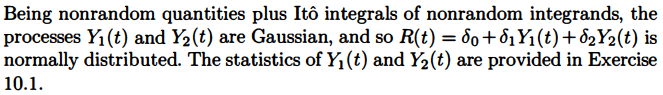 Being nonrandom quantities plus Itô integrals of nonrandom integrands, the
processes Y₁(t) and Y₂(t) are Gaussian, and so R(t) = δ₀+δ₁Y₁(t)+δ₂Y₂(t) is
normally distributed. The statistics of Y₁(t) and Y₂(t) are provided in Exercise
10.1.